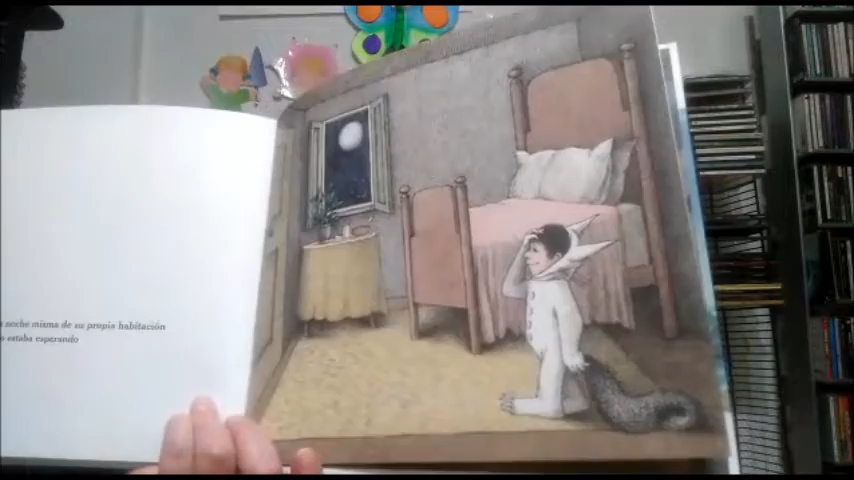 noche misma de su propia habitación
estaba esperando